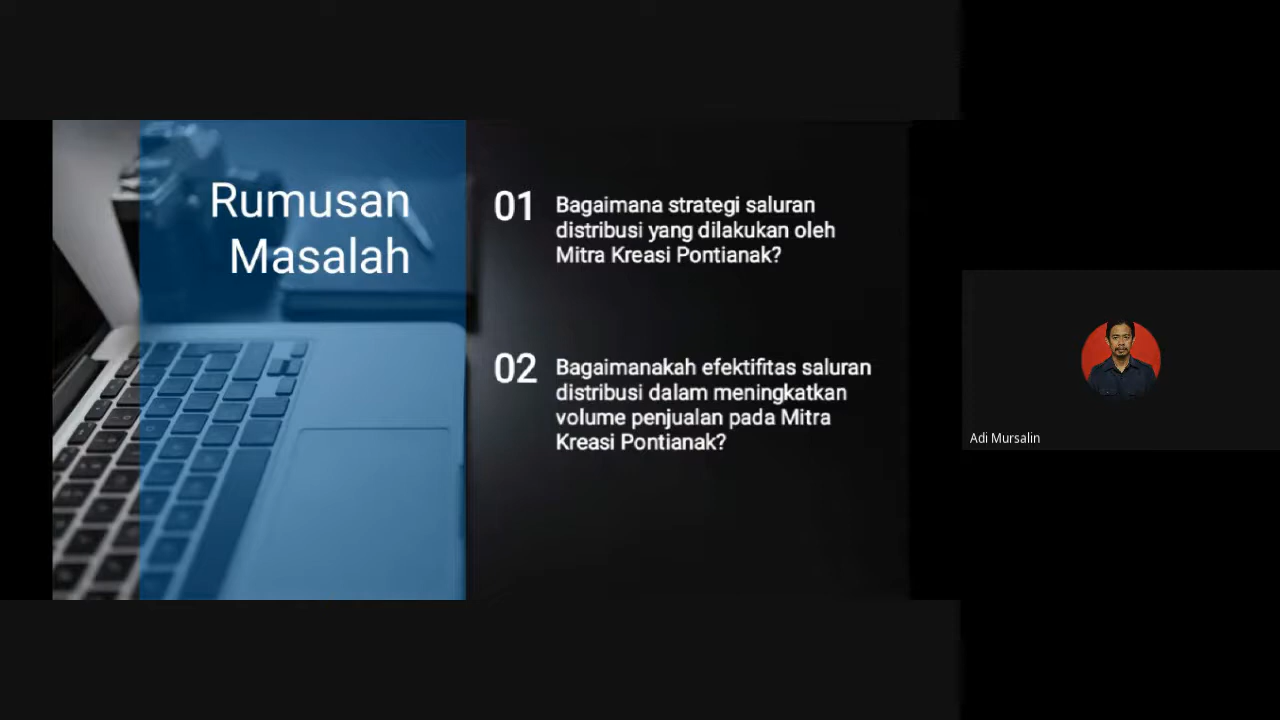 Rumusan
Masalah
01
Bagaimana strategi saluran
distribusi yang dilakukan oleh
Mitra Kreasi Pontianak?
02
Bagaimanakah efektifitas saluran
distribusi dalam meningkatkan
volume penjualan pada Mitra
Kreasi Pontianak?
Adi Mursalin